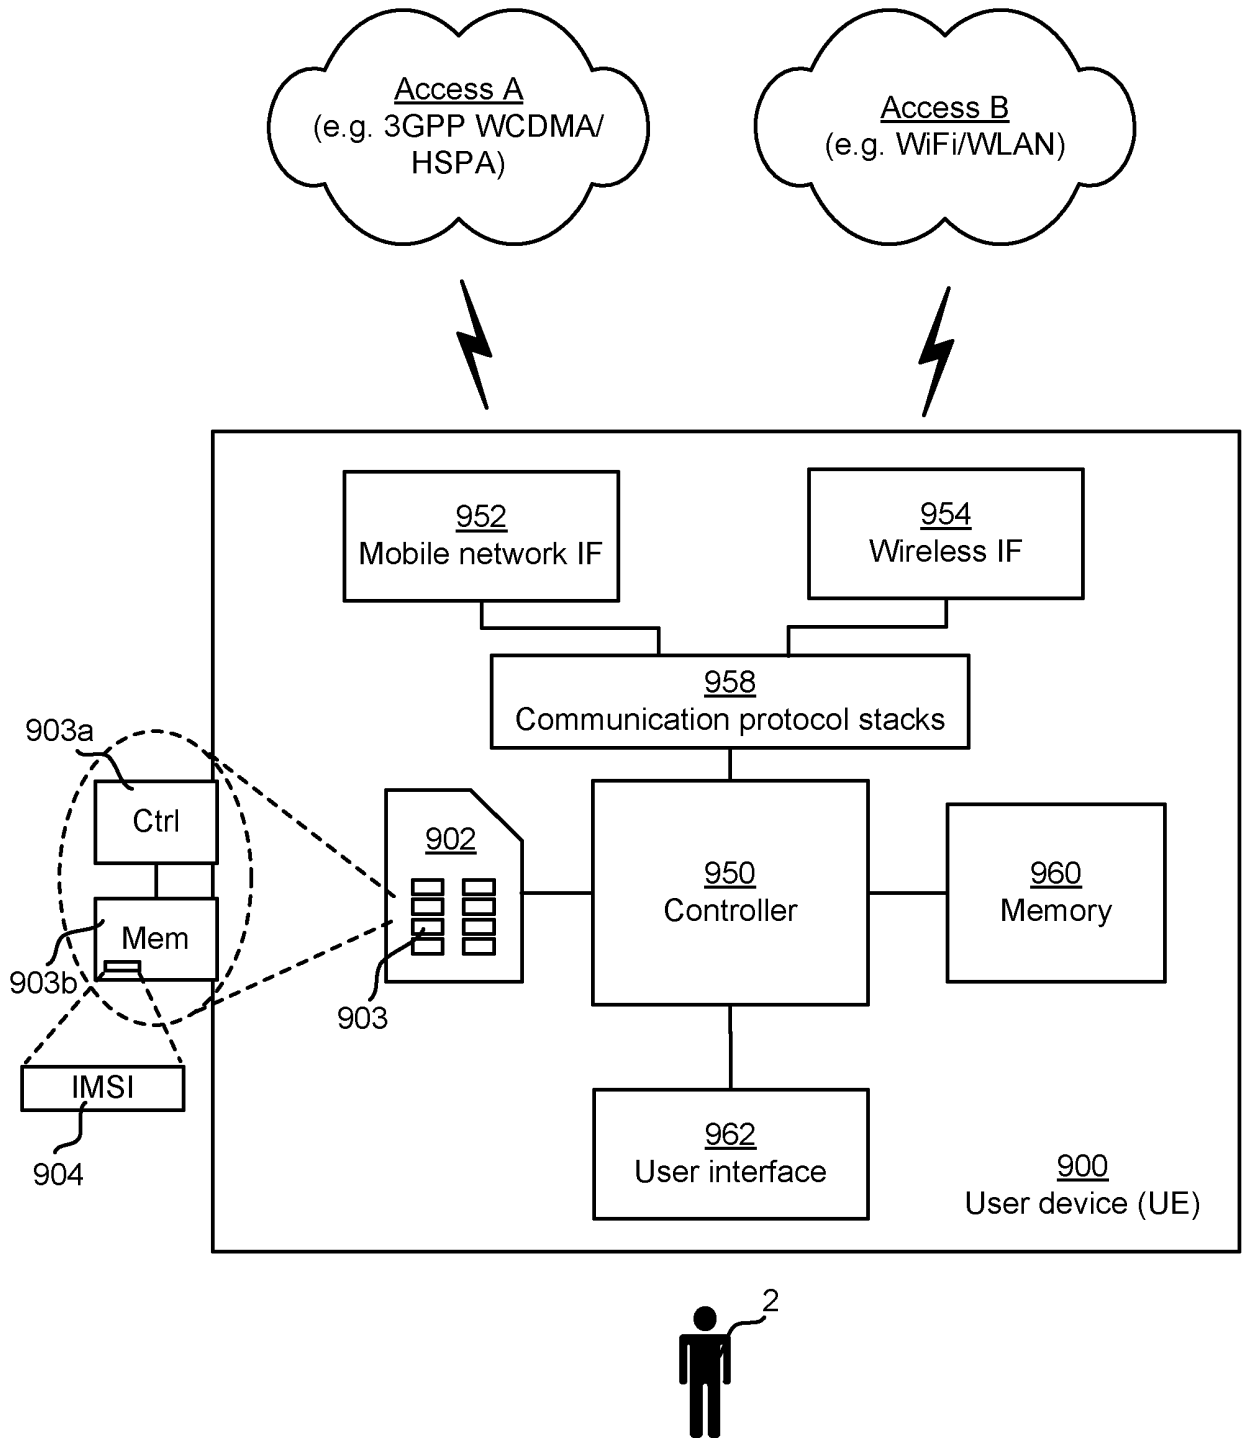 Access A
(e.g. 3GPP WCDMA/
HSPA)
Access B
(e.g. WiFi/WLAN)
952
Mobile network IF
954
Wireless IF
958
Communication protocol stacks
903a
Ctrl
902
950
Controller
960
Memory
Mem
903b
903
IMSI
904
962
User interface
900
User device (UE)
2